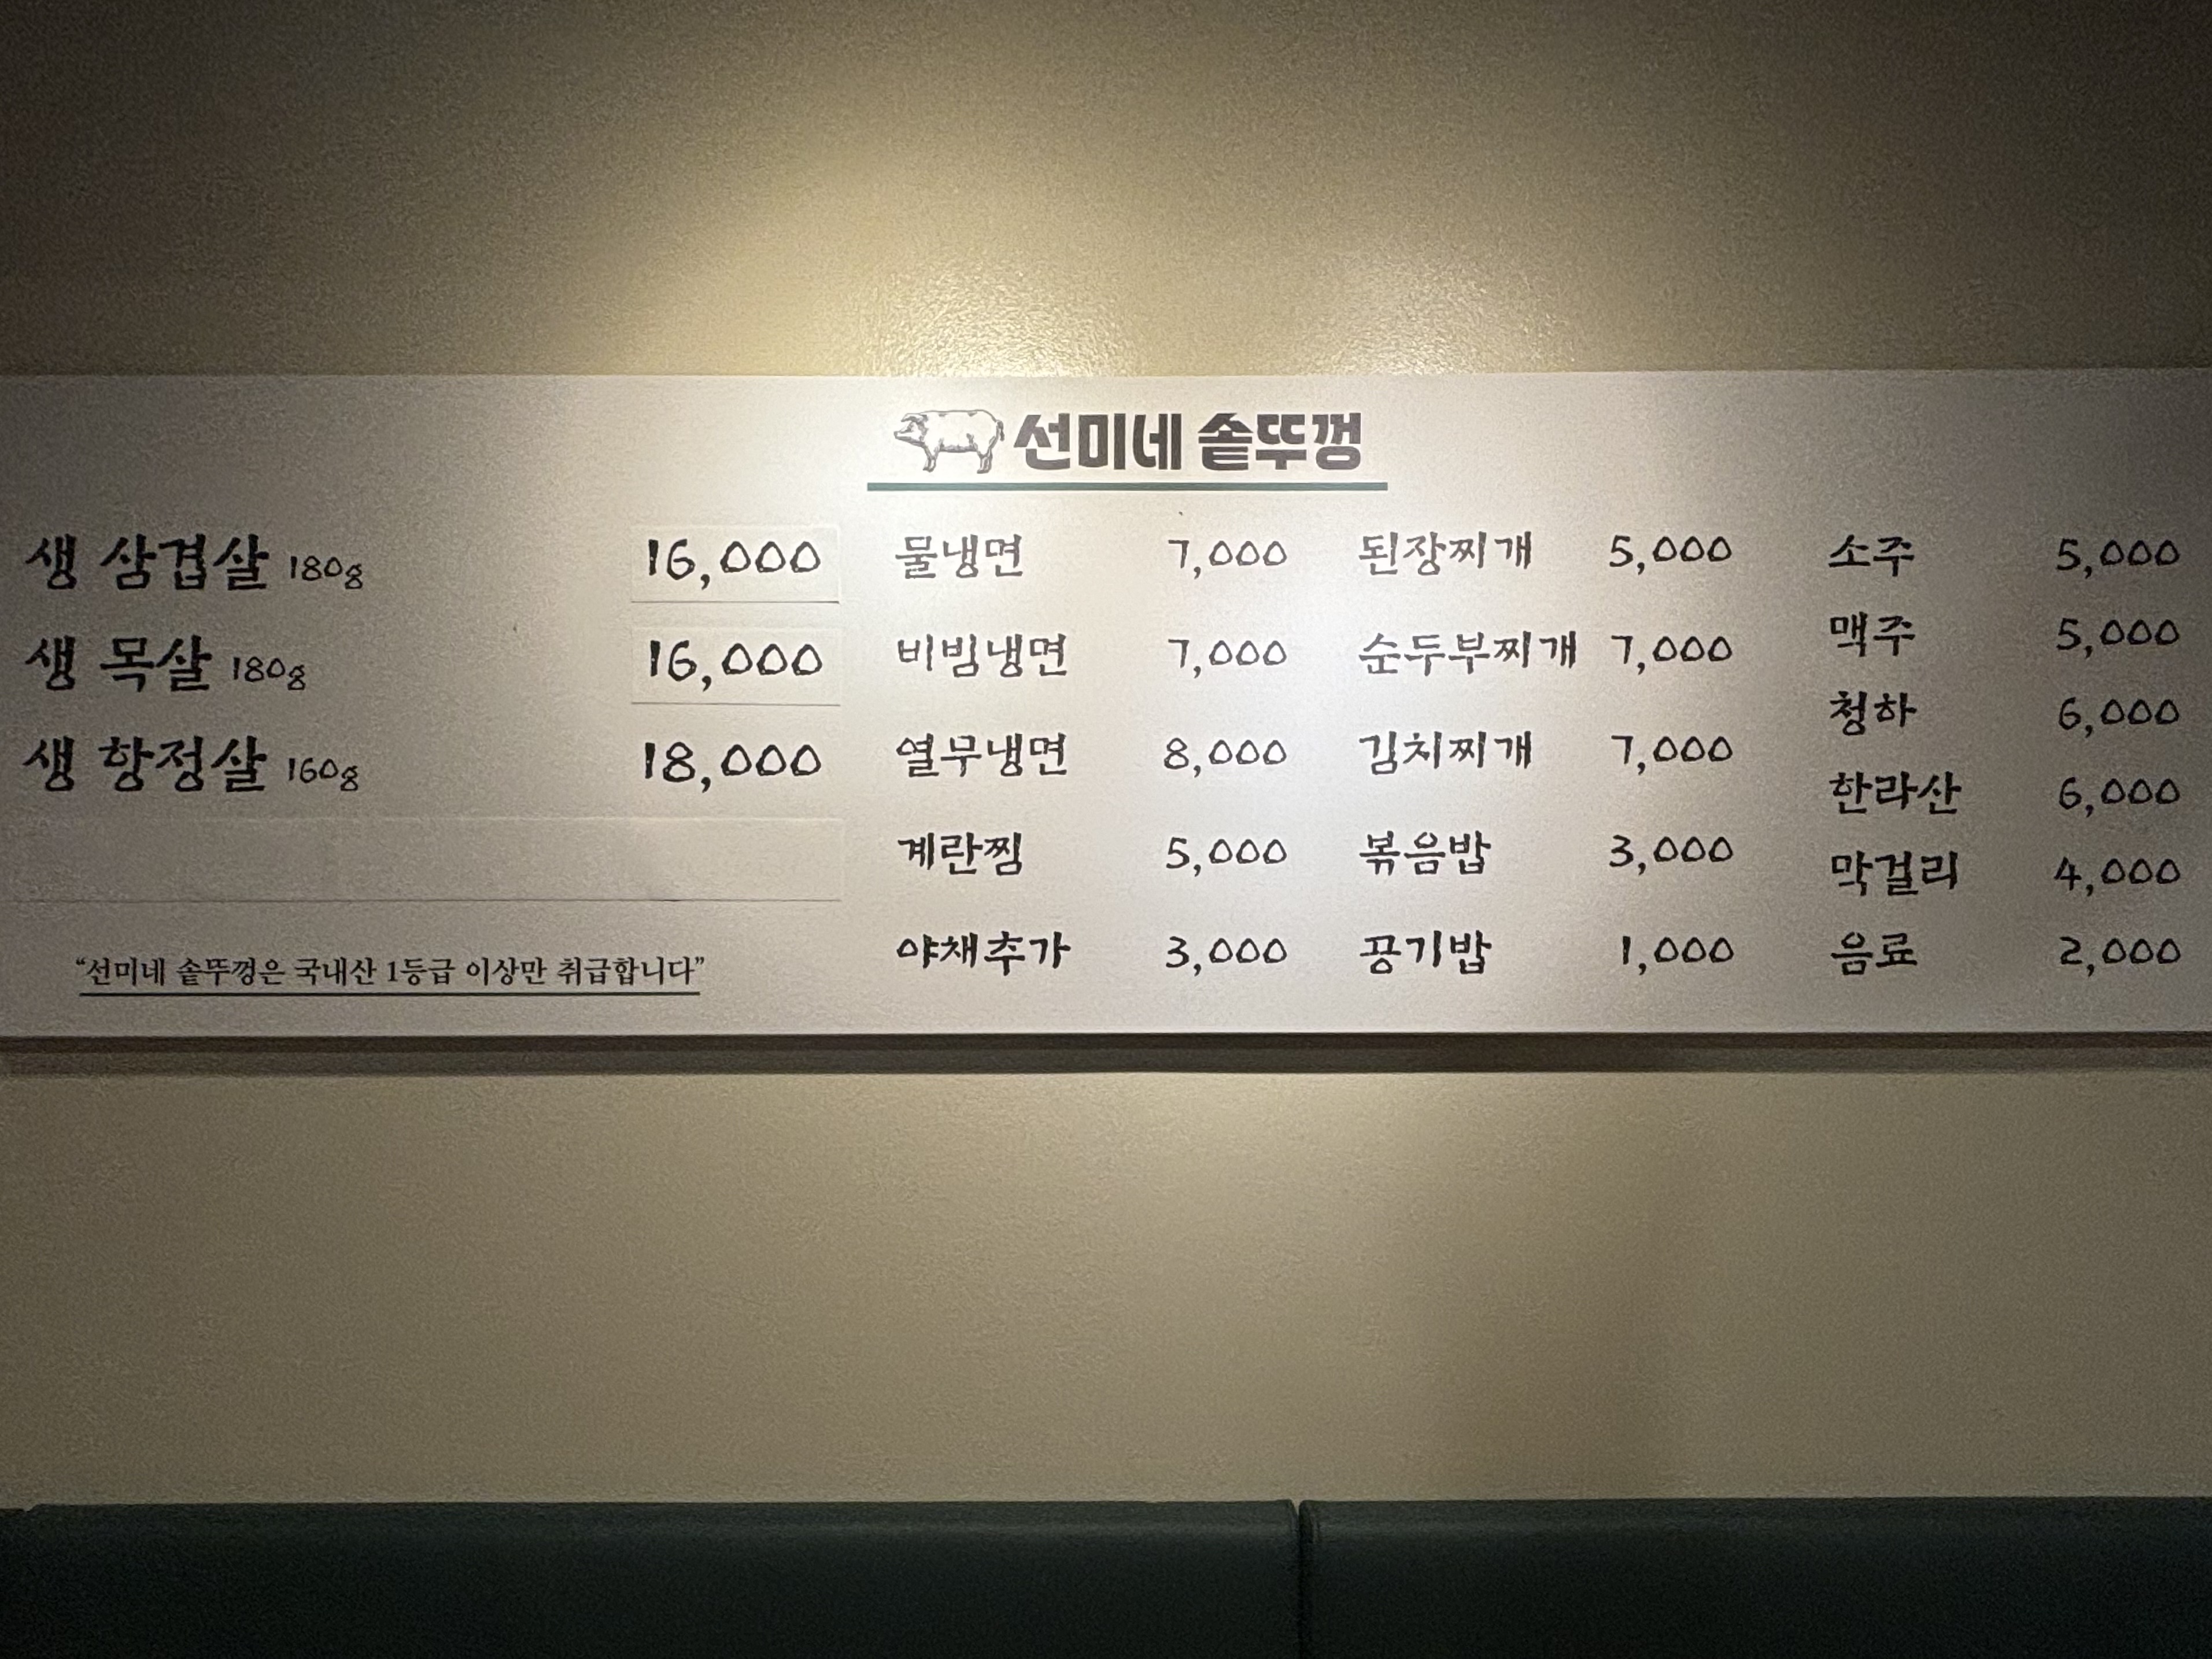 선미네 솥뚜껑
생 삼겹살 180g 16,000
생 목살 180g 16,000
생 항정살 160g 18,000
"선미네 솥뚜껑은 국내산 1등급 이상만 취급합니다"
물냉면 7,000
비빔냉면 7,000
열무냉면 8,000
계란찜 5,000
야채추가 3,000
된장찌개 5,000
순두부찌개 7,000
김치찌개 7,000
볶음밥 3,000
공기밥 1,000
소주 5,000
맥주 5,000
청하 6,000
한라산 6,000
막걸리 4,000
음료 2,000